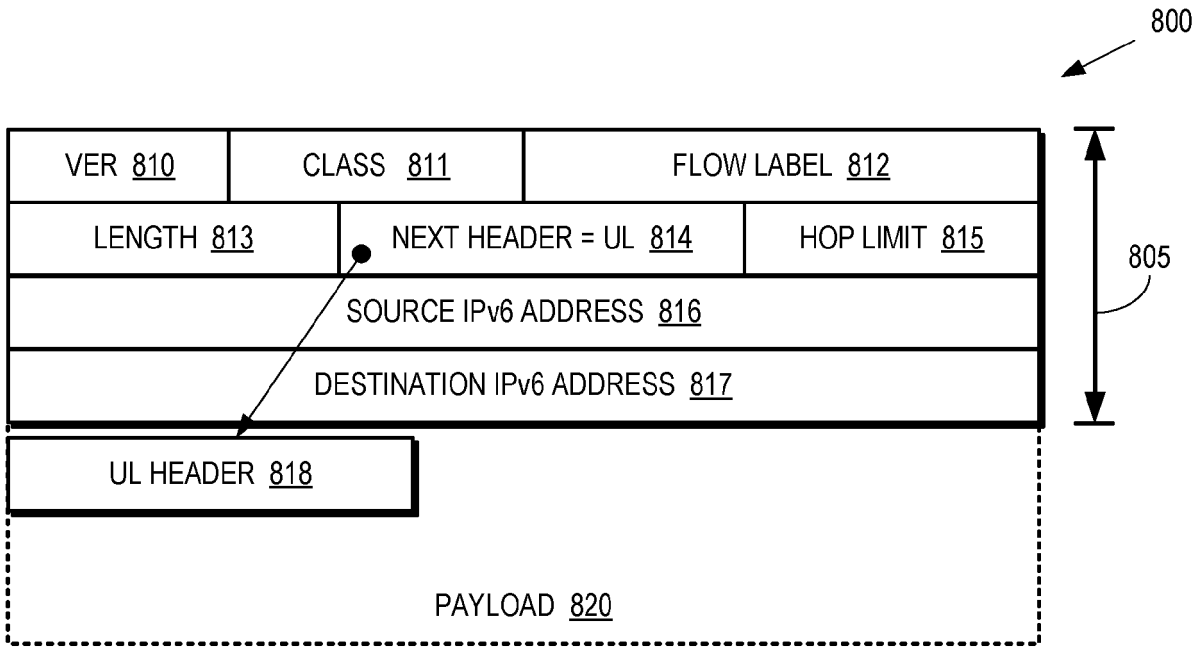 800
VER 810 CLASS 811 FLOW LABEL 812
LENGTH 813 NEXT HEADER = UL 814 HOP LIMIT 815
805
SOURCE IPv6 ADDRESS 816
DESTINATION IPv6 ADDRESS 817
UL HEADER 818
PAYLOAD 820